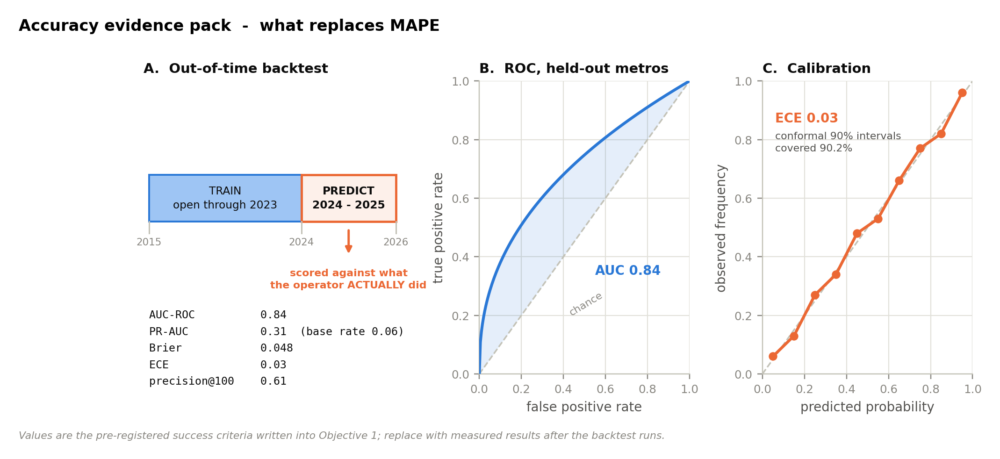 Accuracy evidence pack - what replaces MAPE
A. Out-of-time backtest
TRAIN
open through 2023
PREDICT
2024 - 2025
2015
2024
2026
scored against what
the operator ACTUALLY did
AUC-ROC 0.84
PR-AUC 0.31 (base rate 0.06)
Brier 0.048
ECE 0.03
precision@100 0.61
B. ROC, held-out metros
true positive rate
1.0
0.8
0.6
0.4
0.2
0.0
AUC 0.84
chance
0.0 0.2 0.4 0.6 0.8 1.0
false positive rate
C. Calibration
observed frequency
1.0
0.8
0.6
0.4
0.2
0.0
ECE 0.03
conformal 90% intervals
covered 90.2%
0.0 0.2 0.4 0.6 0.8 1.0
predicted probability
Values are the pre-registered success criteria written into Objective 1; replace with measured results after the backtest runs.